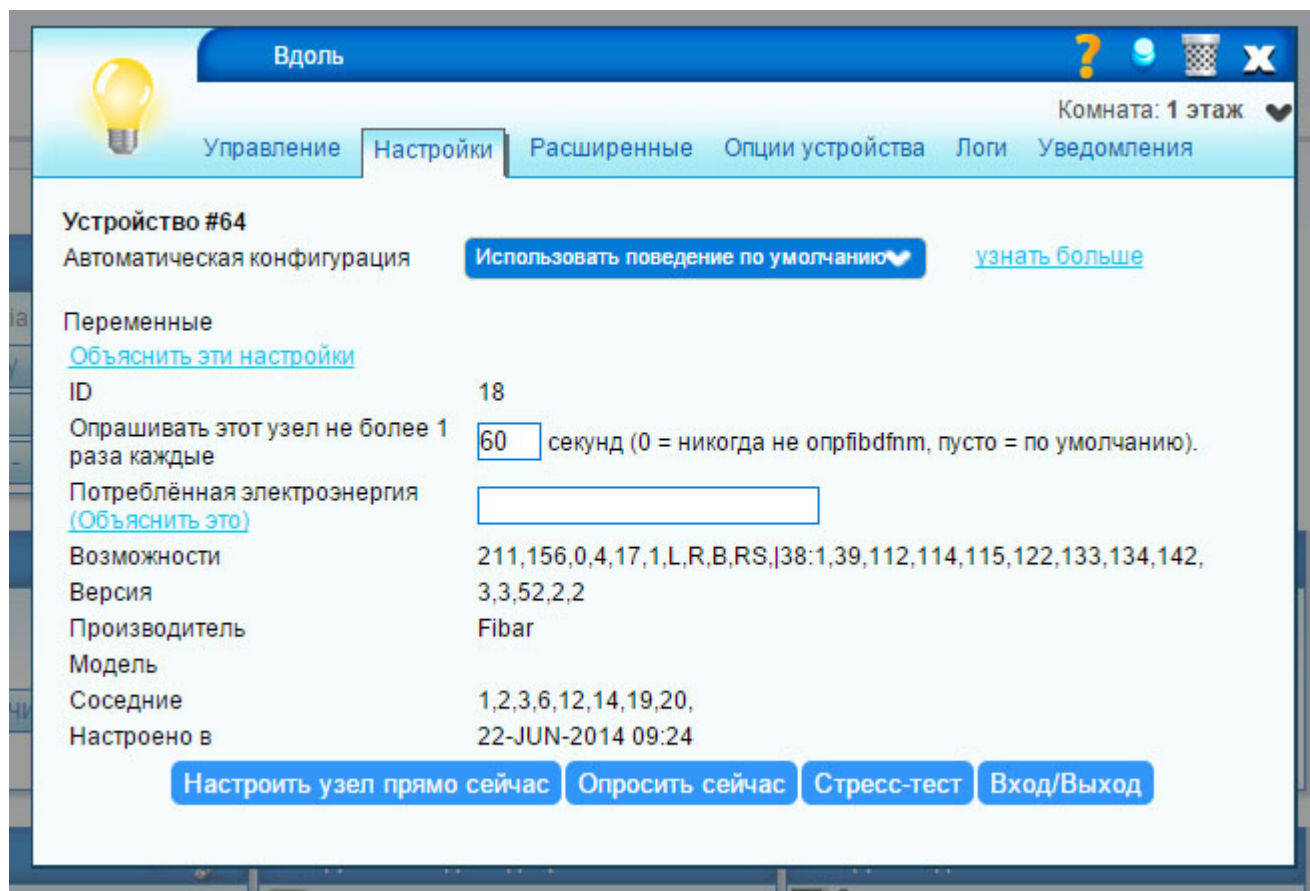 Вдоль
Комната: 1 этаж
Управление Настройки Расширенные Опции устройства Логи Уведомления
Устройство #64
Автоматическая конфигурация Использовать поведение по умолчанию узнать больше
Переменные
Объяснить эти настройки
ID 18
Опрашивать этот узел не более 1
раза каждые 60 секунд (0 = никогда не опрfibdfnm, пусто = по умолчанию).
Потреблённая электроэнергия
(Объяснить это)
Возможности 211,156,0,4,17,1,L,R,B,RS,|38:1,39,112,114,115,122,133,134,142,
Версия 3,3,52,2,2
Производитель Fibar
Модель
Соседние 1,2,3,6,12,14,19,20,
Настроено в 22-JUN-2014 09:24
Настроить узел прямо сейчас Опросить сейчас Стресс-тест Вход/Выход